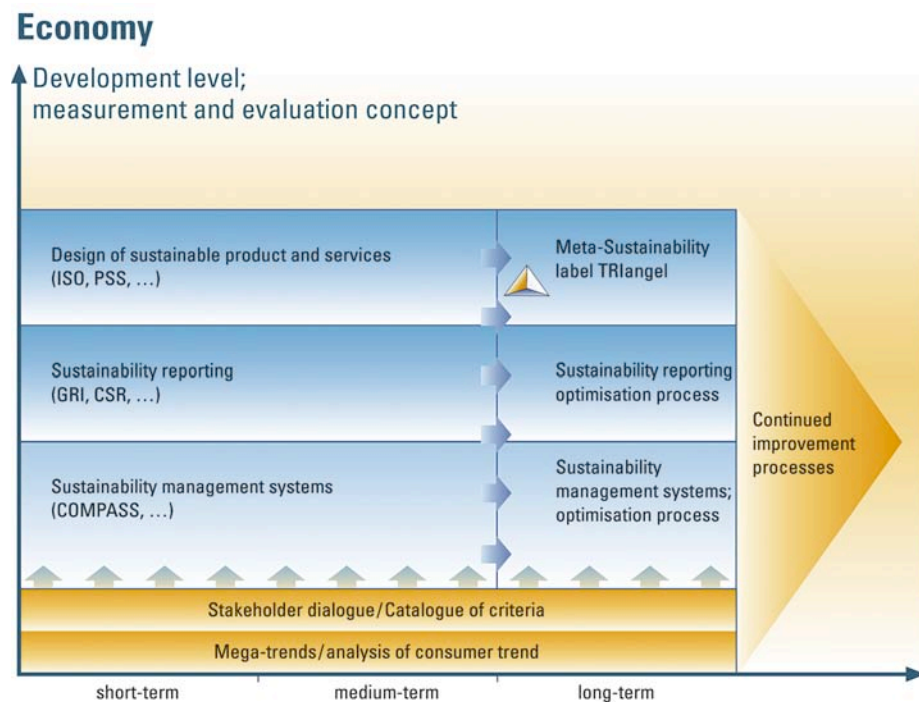 Economy
Development level;
measurement and evaluation concept
Design of sustainable product and services
(ISO, PSS, …)
Meta-Sustainability
label TRIangel
Sustainability reporting
(GRI, CSR, …)
Sustainability reporting
optimisation process
Sustainability management systems
(COMPASS, …)
Sustainability
management systems;
optimisation process
Continued
improvement
processes
Stakeholder dialogue/Catalogue of criteria
Mega-trends/analysis of consumer trend
short-term
medium-term
long-term